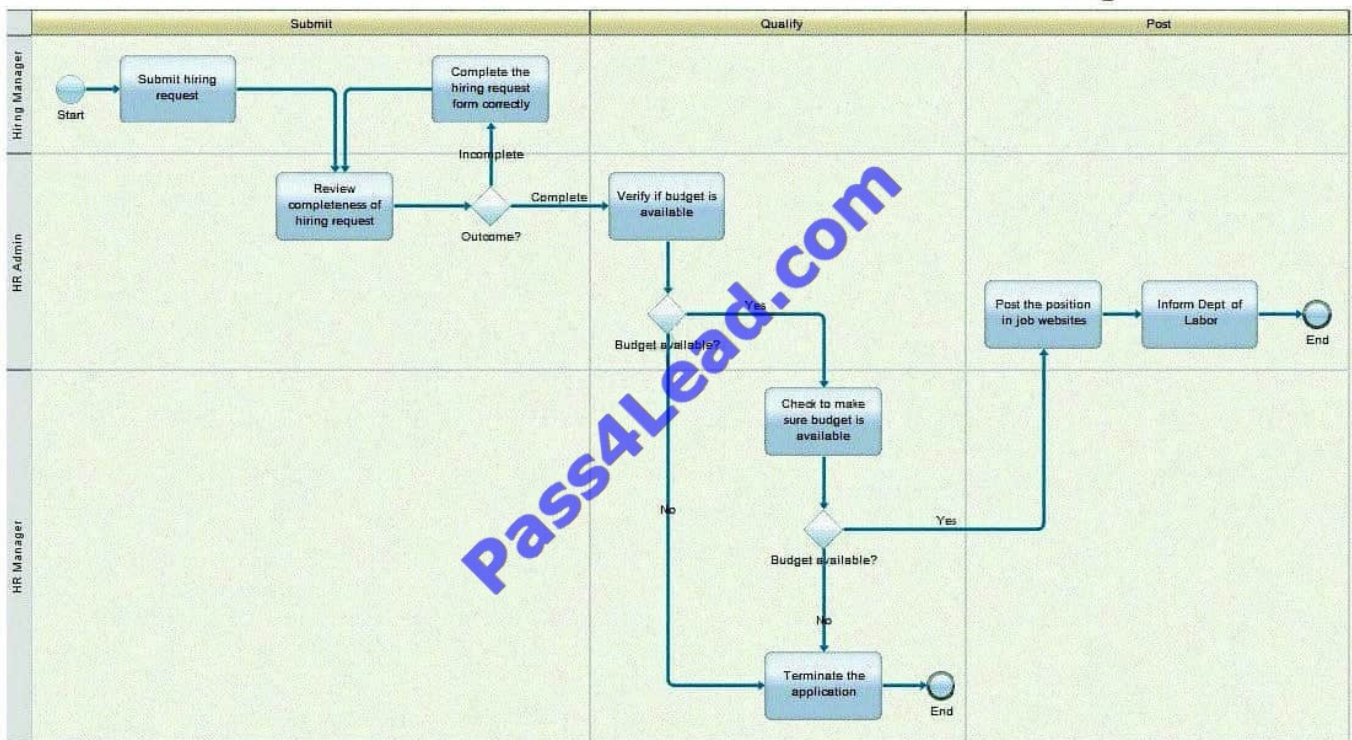 Submit
Qualify
Post
Hirng Manager
Start
Submit hiring
request
Complete the
hiring request
form correctly
Incomplete
HR Admin
Review
completeness of
hiring request
Outcome?
Complete
Verify if budget is
available
Budget available?
Yes
Post the position
in job websites
Inform Dept of
Labor
End
HR Manager
Check to make
sure budget is
available
No
Budget available?
Yes
No
Terminate the
application
End
Pass4Lead.com